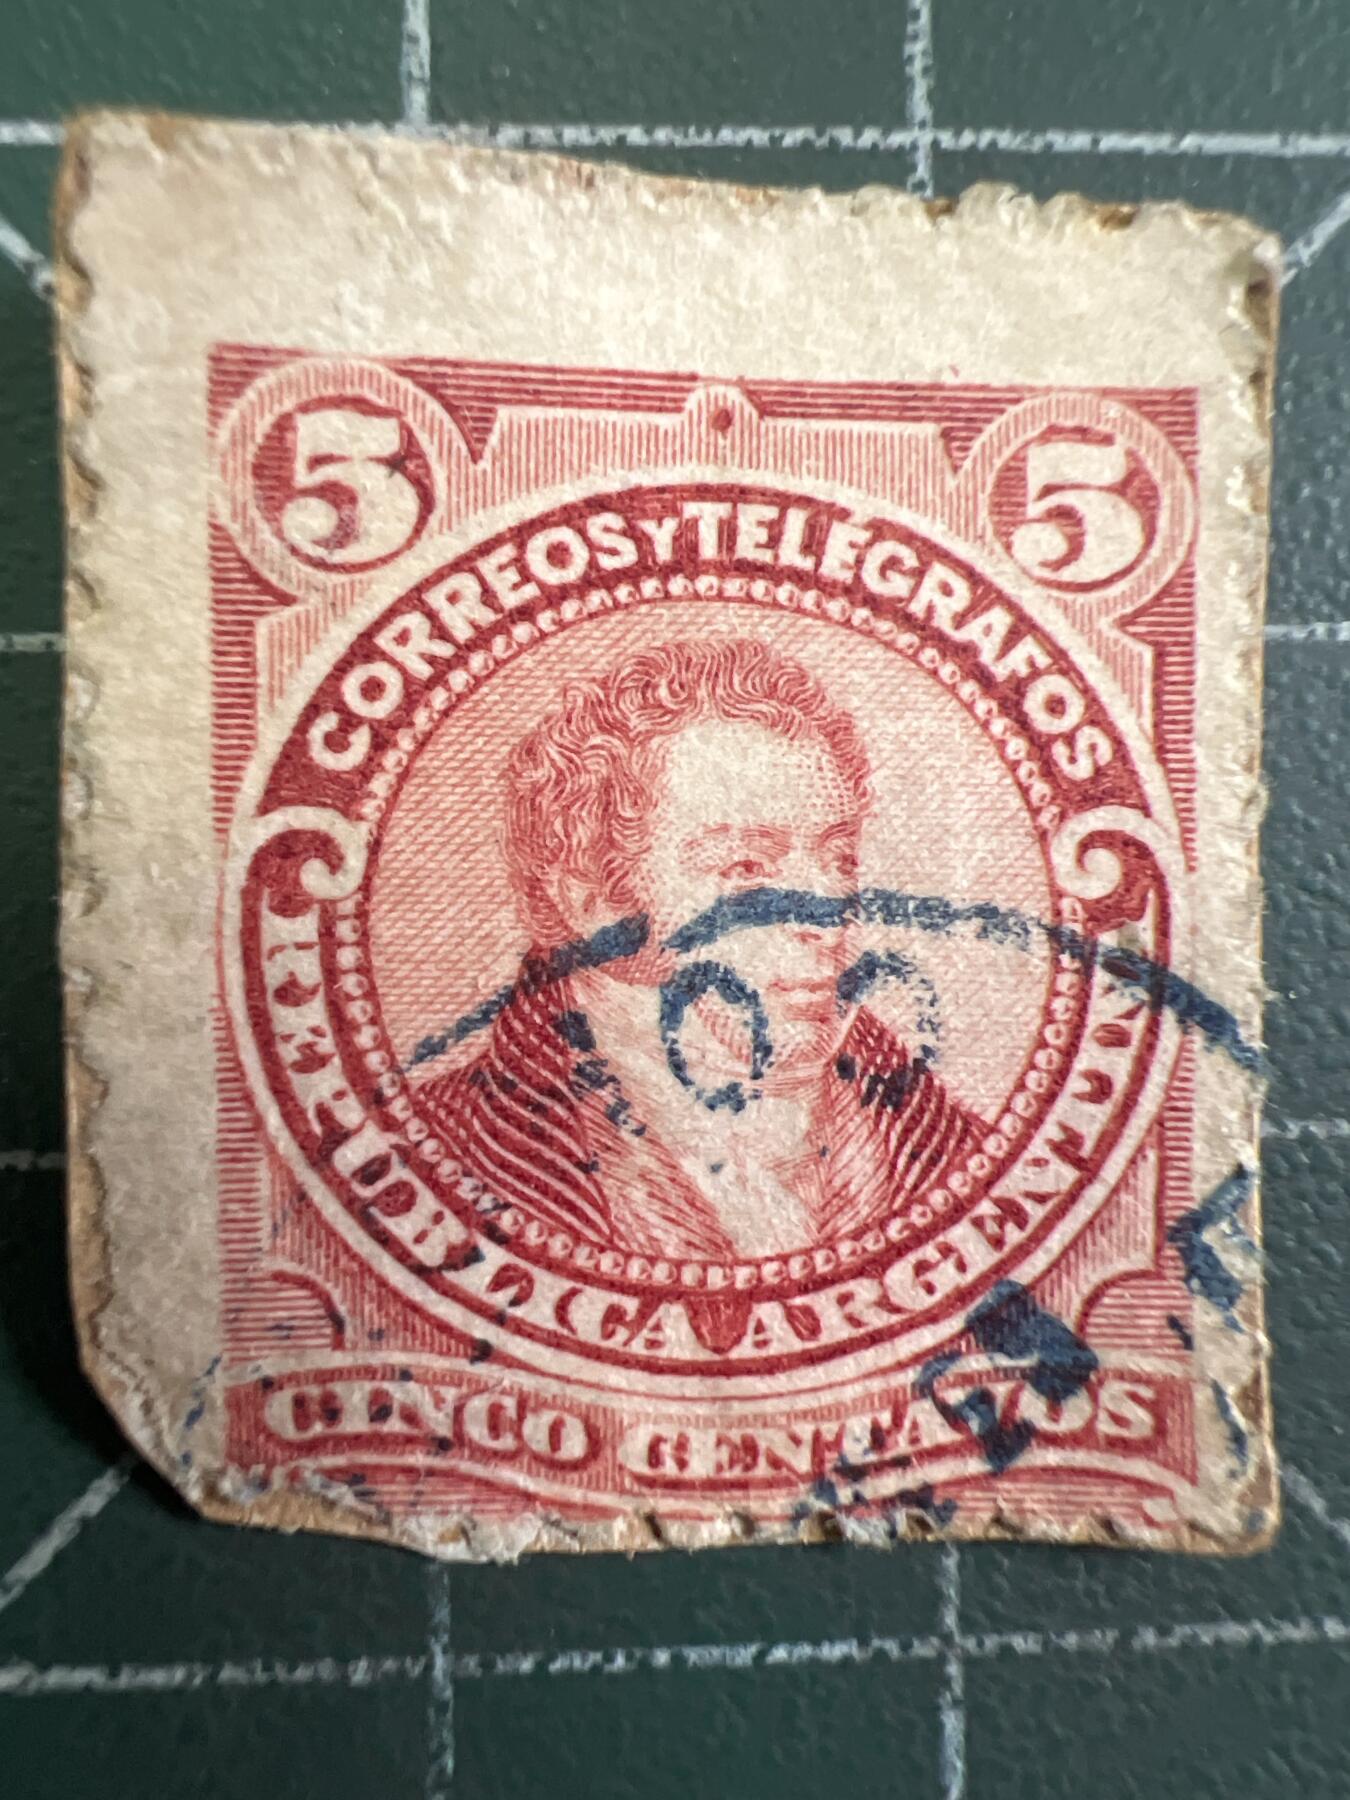 5 5
CORREOS Y TELEGRAFOS
REPUBLICA ARGENTINA
CINCO CENTAVOS